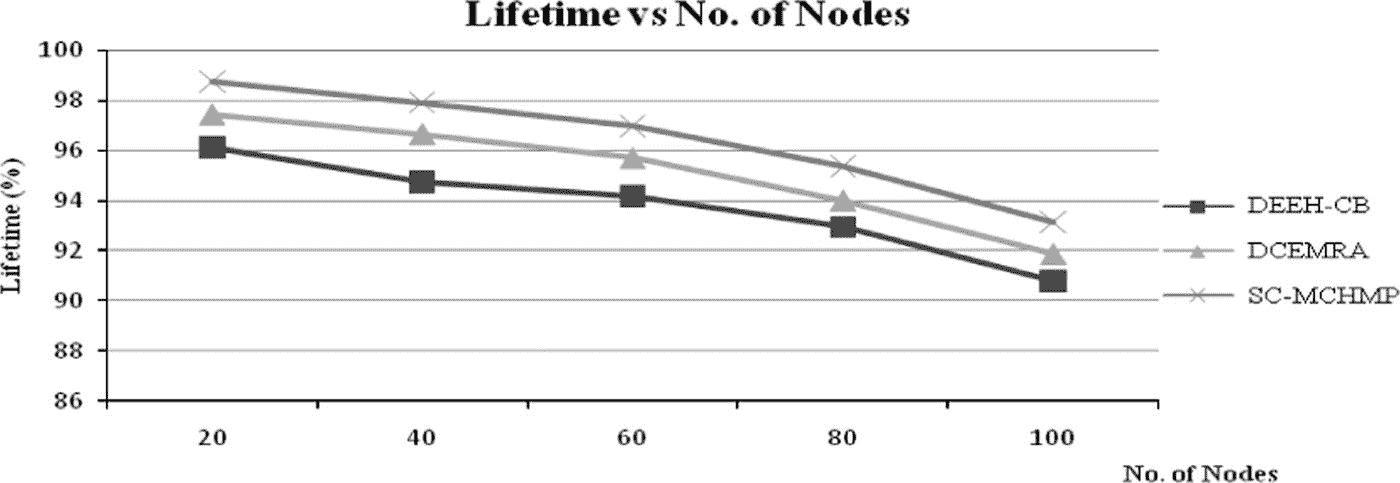 Lifetime vs No. of Nodes
100
98
96
94
92
90
88
86
Lifetime (%)
20 40 60 80 100
No. of Nodes
DEEH-CB
DCEMRA
SC-MCHMP